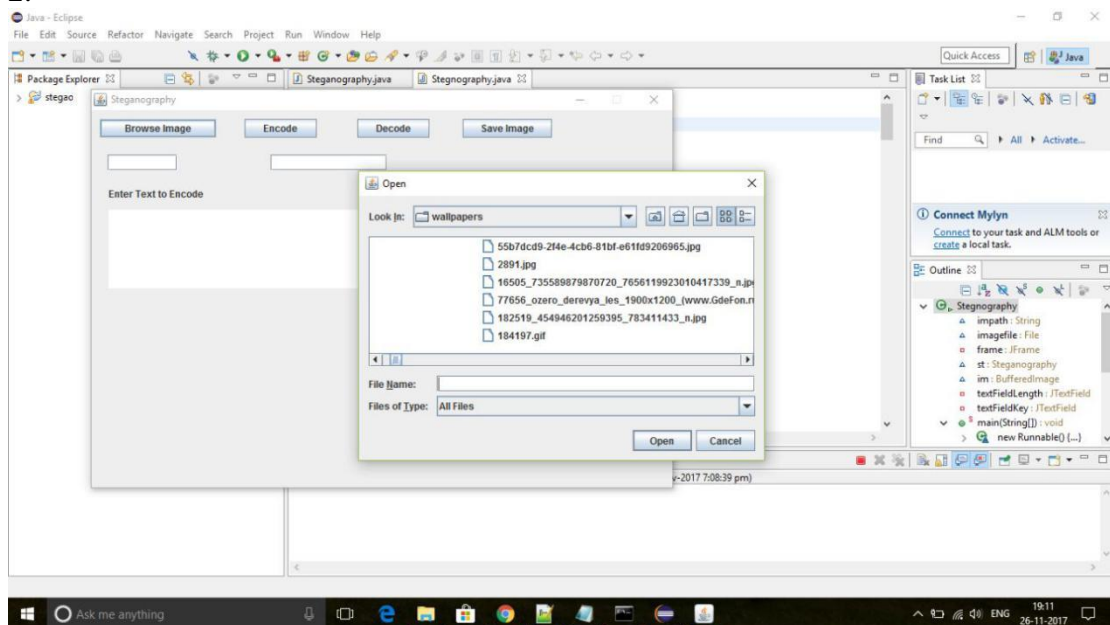 2.
Java - Eclipse
File Edit Source Refactor Navigate Search Project Run Window Help
Quick Access
Java
Package Explorer
Steganography.java
Stegnography.java
Task List
stegao
Steganography
Browse Image
Encode
Decode
Save Image
Find
All
Activate...
Enter Text to Encode
Open
Look In:
wallpapers
55b7dcd9-2f4e-4cb6-81bf-e61fd9206965.jpg
2891.jpg
16505_735589879870720_7656119923010417339_n.jp
77656_ozero_derevya_les_1900x1200_(www.GdeFon.r
182519_454946201259395_783411433_n.jpg
184197.gif
File Name:
Files of Type:
All Files
Open
Cancel
Connect Mylyn
Connect to your task and ALM tools or
create a local task.
Outline
Stegnography
impath : String
imagefile : File
frame : JFrame
st : Steganography
im : BufferedImage
textFieldLength : JTextField
textFieldKey : JTextField
main(String[]) : void
new Runnable() {...}
v-2017 7:08:39 pm)
Ask me anything
ENG
19:11
26-11-2017